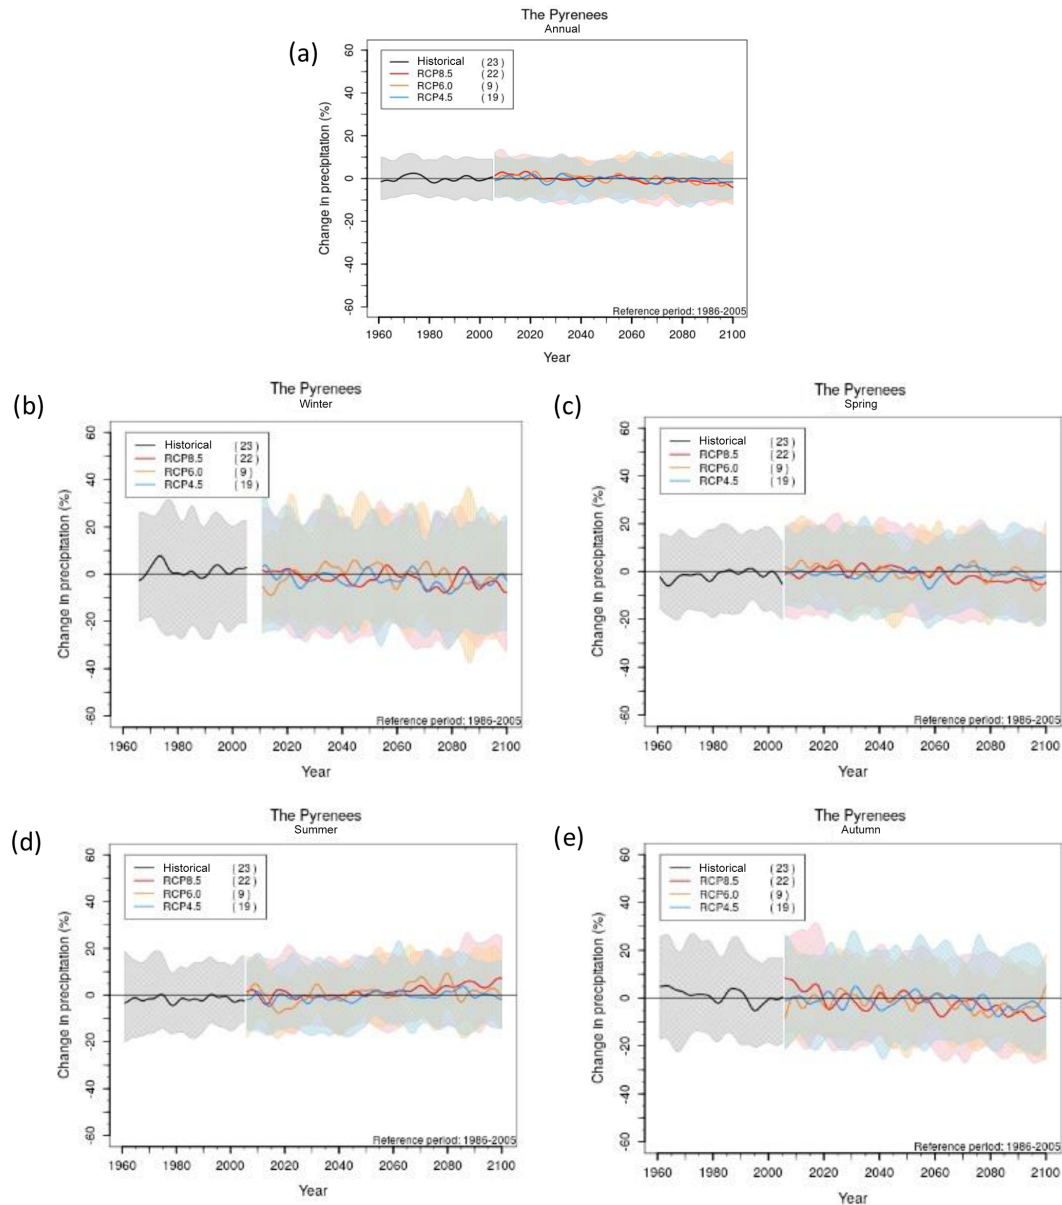 The Pyrenees
Annual
(a)
Historical (23)
RCP8.5 (22)
RCP6.0 (9)
RCP4.5 (19)
Change In precipitation (%)
60
40
20
0
-20
-40
-60
Reference period: 1986-2005
1960 1980 2000 2020 2040 2060 2080 2100
Year
(b)
The Pyrenees
Winter
Historical (23)
RCP8.5 (22)
RCP6.0 (9)
RCP4.5 (19)
Change In precipitation (%)
60
40
20
0
-20
-40
-60
Reference period: 1986-2005
1960 1980 2000 2020 2040 2060 2080 2100
Year
(c)
The Pyrenees
Spring
Historical (23)
RCP8.5 (22)
RCP6.0 (9)
RCP4.5 (19)
Change In precipitation (%)
60
40
20
0
-20
-40
-60
Reference period: 1986-2005
1960 1980 2000 2020 2040 2060 2080 2100
Year
(d)
The Pyrenees
Summer
Historical (23)
RCP8.5 (22)
RCP6.0 (9)
RCP4.5 (19)
Change In precipitation (%)
60
40
20
0
-20
-40
-60
Reference period: 1986-2005
1960 1980 2000 2020 2040 2060 2080 2100
Year
(e)
The Pyrenees
Autumn
Historical (23)
RCP8.5 (22)
RCP6.0 (9)
RCP4.5 (19)
Change In precipitation (%)
60
40
20
0
-20
-40
-60
Reference period: 1986-2005
1960 1980 2000 2020 2040 2060 2080 2100
Year